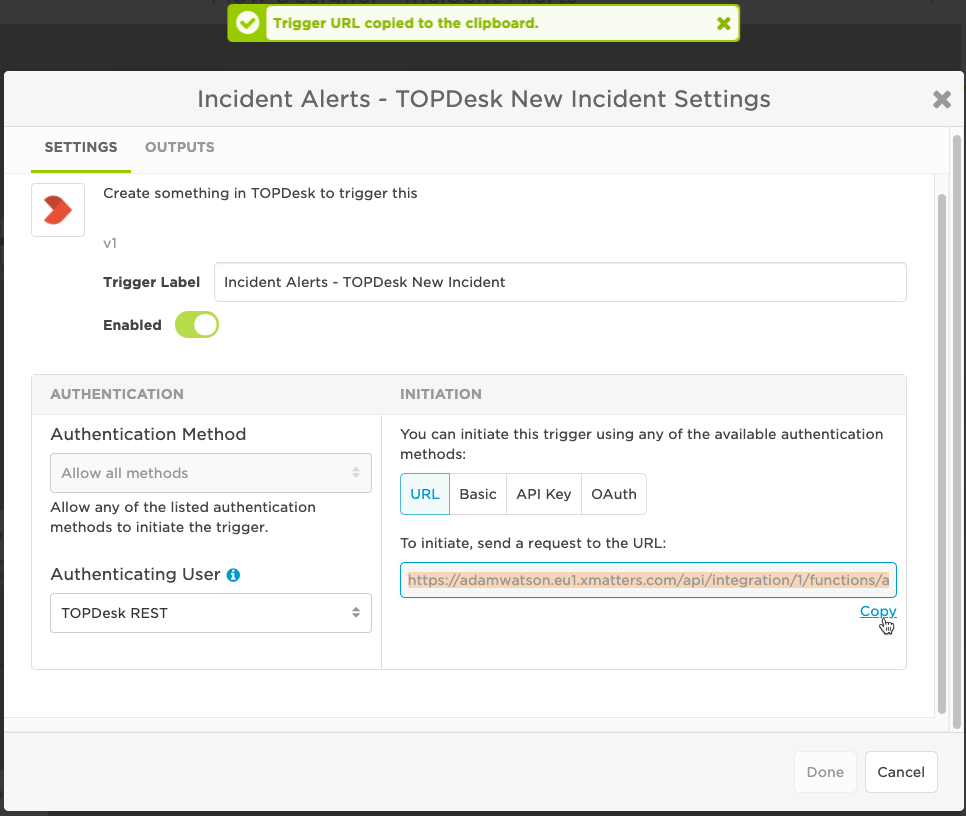 Trigger URL copied to the clipboard.
Incident Alerts - TOPDesk New Incident Settings
SETTINGS OUTPUTS
Create something in TOPDesk to trigger this
v1
Trigger Label Incident Alerts - TOPDesk New Incident
Enabled
AUTHENTICATION
Authentication Method
Allow all methods
Allow any of the listed authentication
methods to initiate the trigger.
Authenticating User
TOPDesk REST
INITIATION
You can initiate this trigger using any of the available authentication
methods:
URL Basic API Key OAuth
To initiate, send a request to the URL:
https://adamwatson.eu1.xmatters.com/api/integration/1/functions/a
Copy
Done Cancel